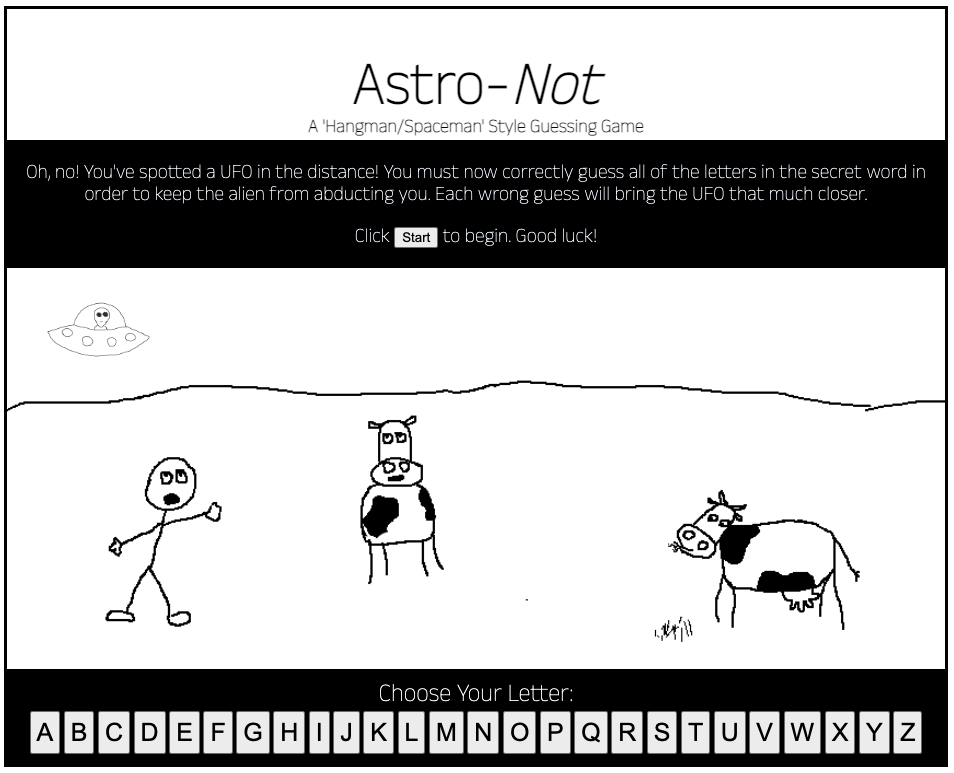 Astro-Not
A 'Hangman/Spaceman' Style Guessing Game
Oh, no! You've spotted a UFO in the distance! You must now correctly guess all of the letters in the secret word in
order to keep the alien from abducting you. Each wrong guess will bring the UFO that much closer.
Click Start to begin. Good luck!
Choose Your Letter:
A B C D E F G H I J K L M N O P Q R S T U V W X Y Z